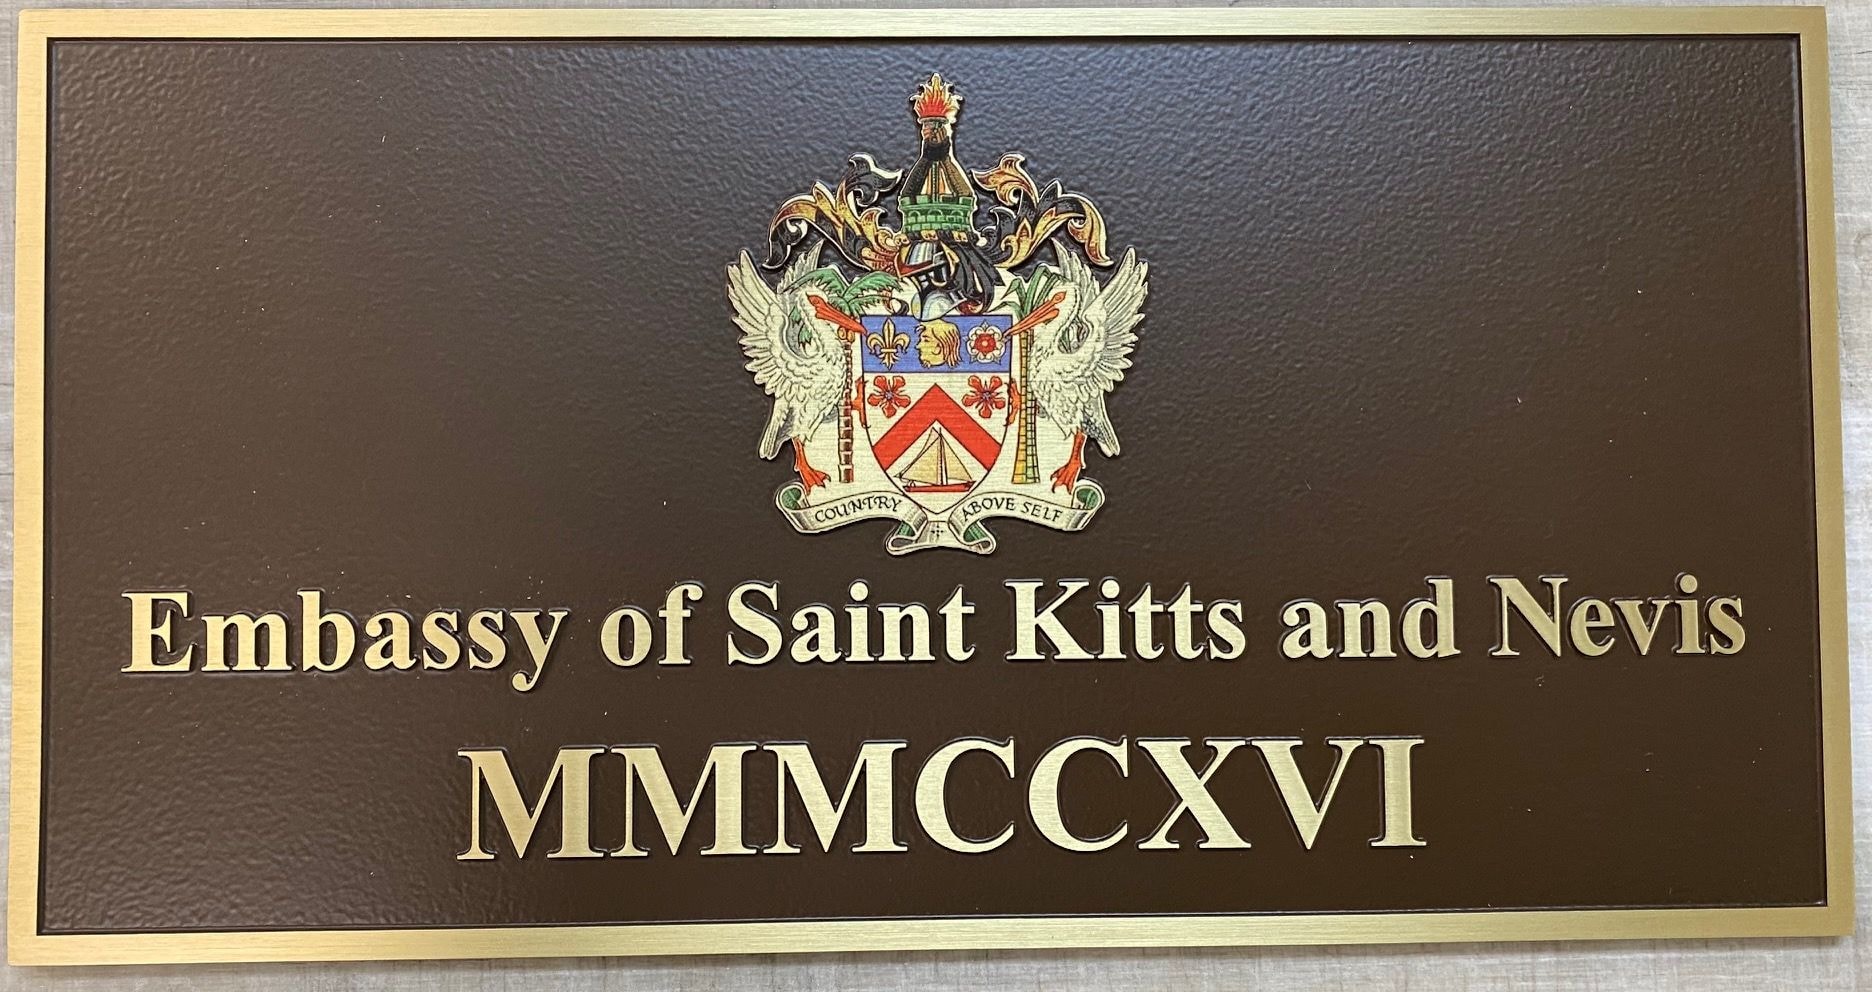 COUNTRY ABOVE SELF
Embassy of Saint Kitts and Nevis
MMMCCXVI